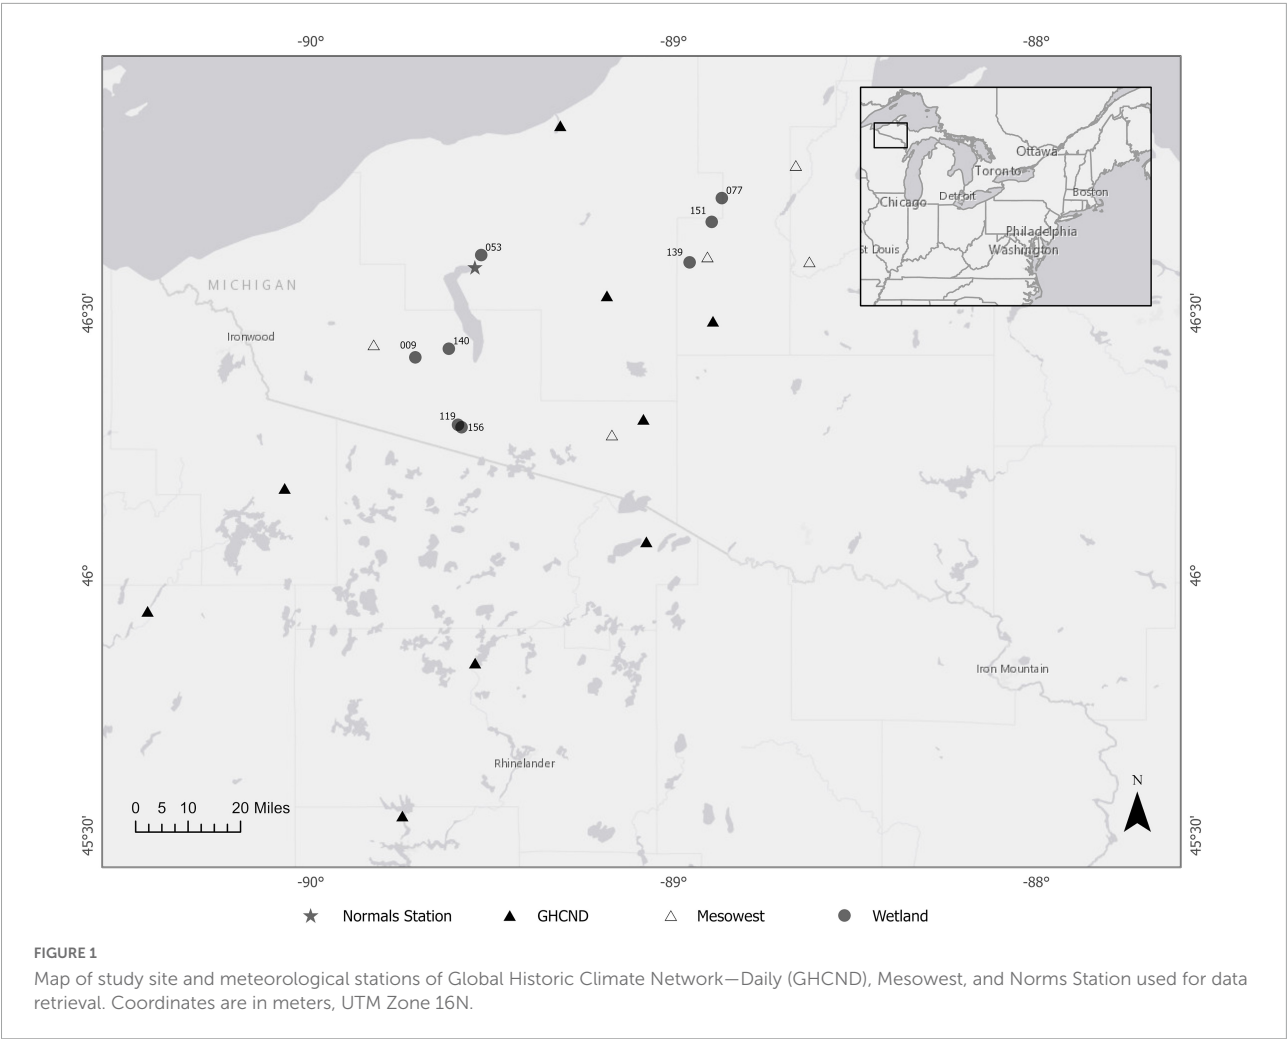 -90° -89° -88°
Ottawa
Toronto
Boston
Chicago
Detroit
Philadelphia
St Louis
Washington
077
151
139
053
MICHIGAN
46°30' 46°30'
Ironwood
009
140
119
156
46° 46°
Iron Mountain
Rhinelander
N
0 5 10 20 Miles
45°30' 45°30'
-90° -89° -88°
Normals Station GHCND Mesowest Wetland
FIGURE 1
Map of study site and meteorological stations of Global Historic Climate Network—Daily (GHCND), Mesowest, and Norms Station used for data
retrieval. Coordinates are in meters, UTM Zone 16N.